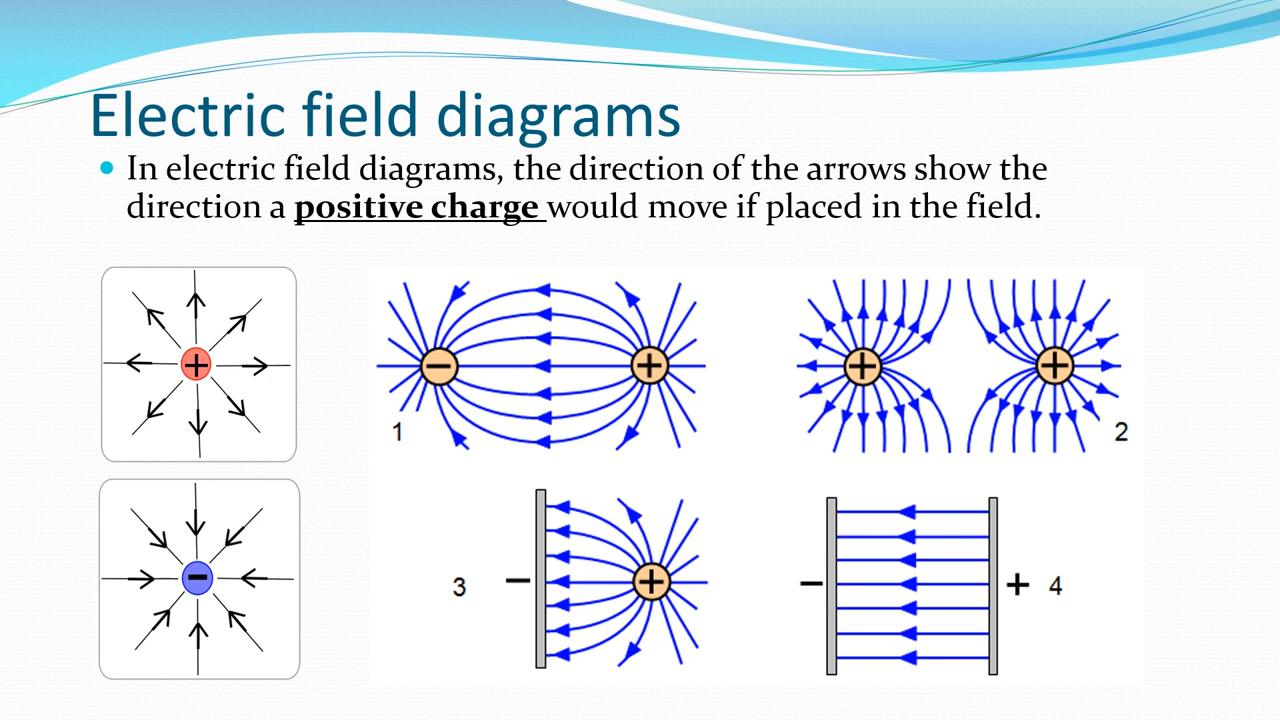 Electric field diagrams
In electric field diagrams, the direction of the arrows show the
direction a positive charge would move if placed in the field.
+
− +
1
+ +
2
−
3 − +
− + 4